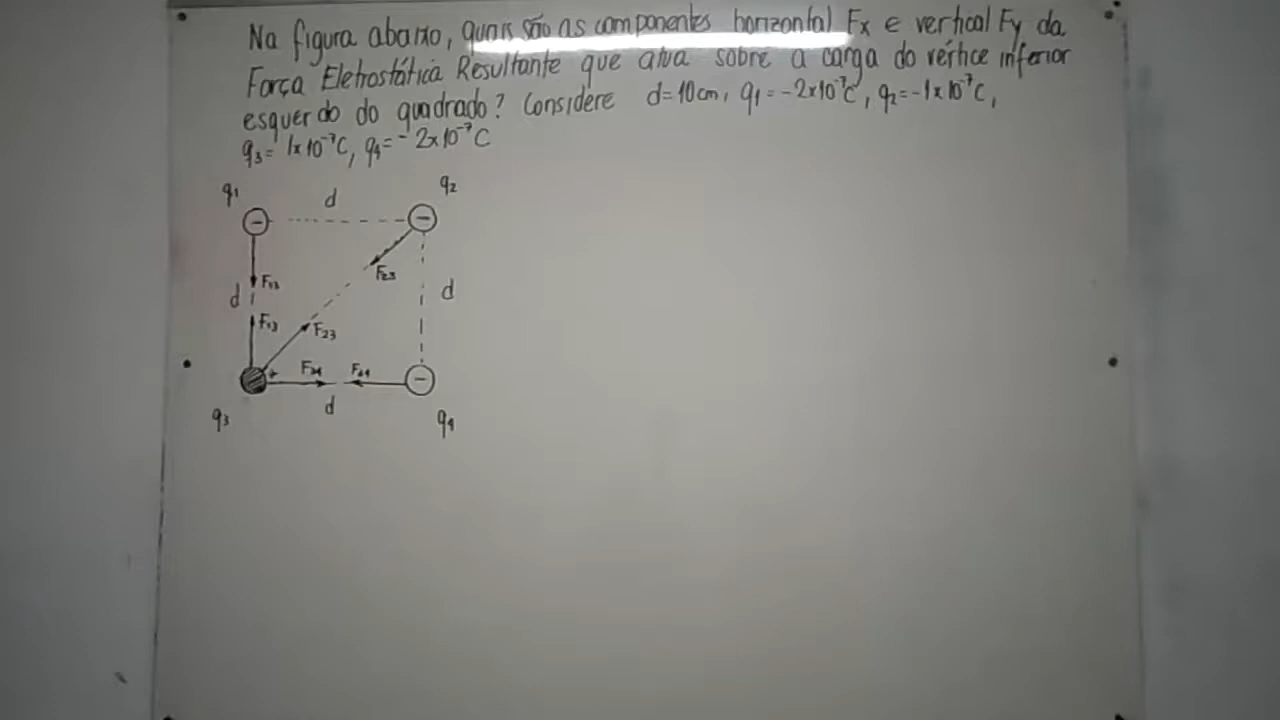 Na figura abaixo, quais são as componentes horizontal Fx e vertical Fy da
Força Eletrostática Resultante que atua sobre a carga do vértice inferior
esquerdo do quadrado? Considere d=10cm, q1=-2x10⁻⁷C, q2=-1x10⁻⁷C,
q3=1x10⁻⁷C, q4=-2x10⁻⁷C
q1 d q2
- -
F23
F13
d d
F13 F23
+ F34 F34 -
d
q3 q4